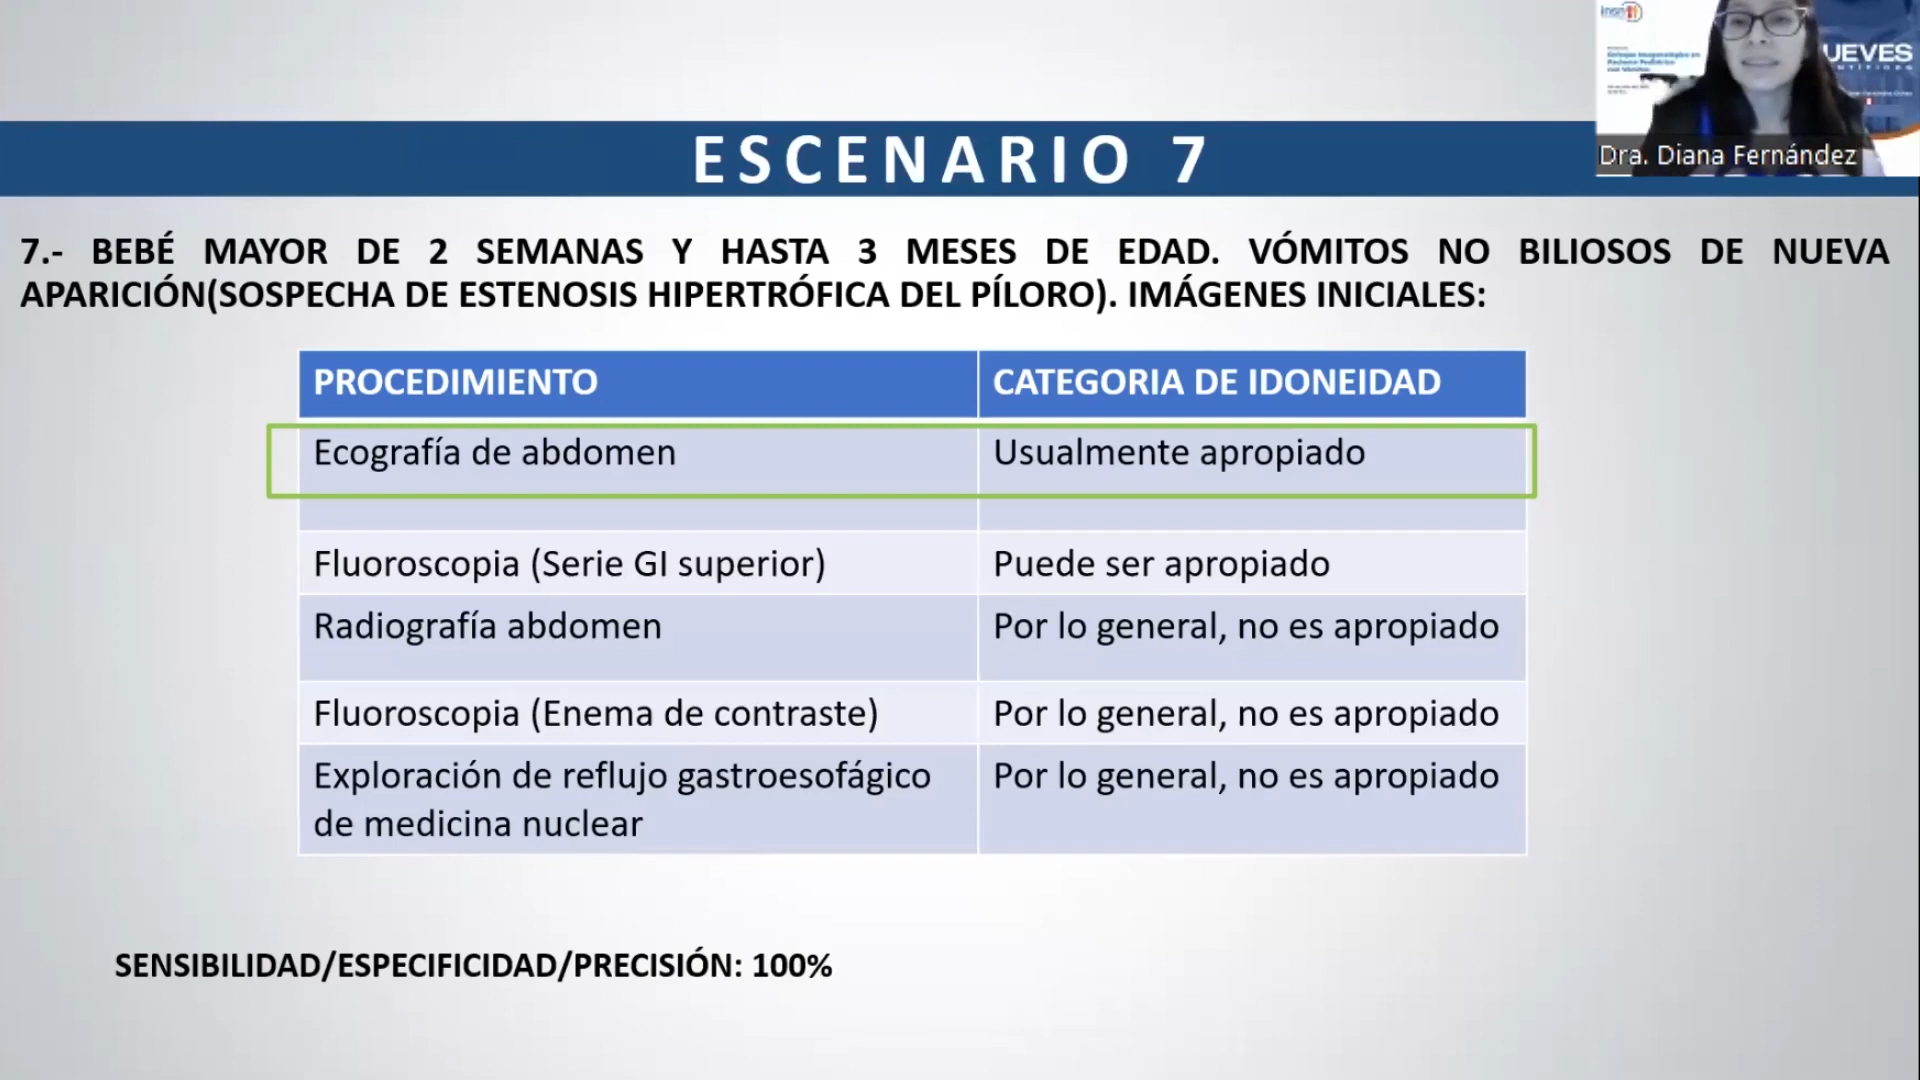 insn
UEVES
Dra. Diana Fernández
ESCENARIO 7
7.- BEBÉ MAYOR DE 2 SEMANAS Y HASTA 3 MESES DE EDAD. VÓMITOS NO BILIOSOS DE NUEVA
APARICIÓN(SOSPECHA DE ESTENOSIS HIPERTRÓFICA DEL PÍLORO). IMÁGENES INICIALES:
PROCEDIMIENTO CATEGORIA DE IDONEIDAD
Ecografía de abdomen Usualmente apropiado
Fluoroscopia (Serie GI superior) Puede ser apropiado
Radiografía abdomen Por lo general, no es apropiado
Fluoroscopia (Enema de contraste) Por lo general, no es apropiado
Exploración de reflujo gastroesofágico Por lo general, no es apropiado
de medicina nuclear
SENSIBILIDAD/ESPECIFICIDAD/PRECISIÓN: 100%